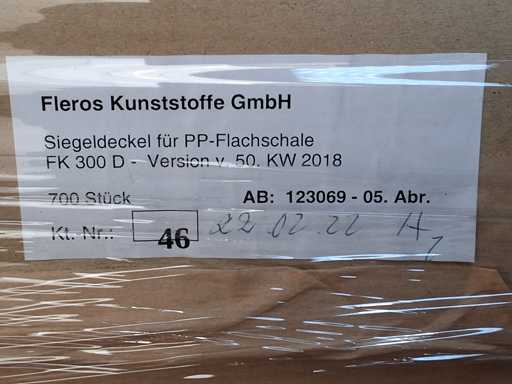 Fleros Kunststoffe GmbH
Siegeldeckel für PP-Flachschale
FK 300 D - Version v. 50. KW 2018
700 Stück AB: 123069 - 05. Abr.
Kt. Nr.: 46 22.02.22